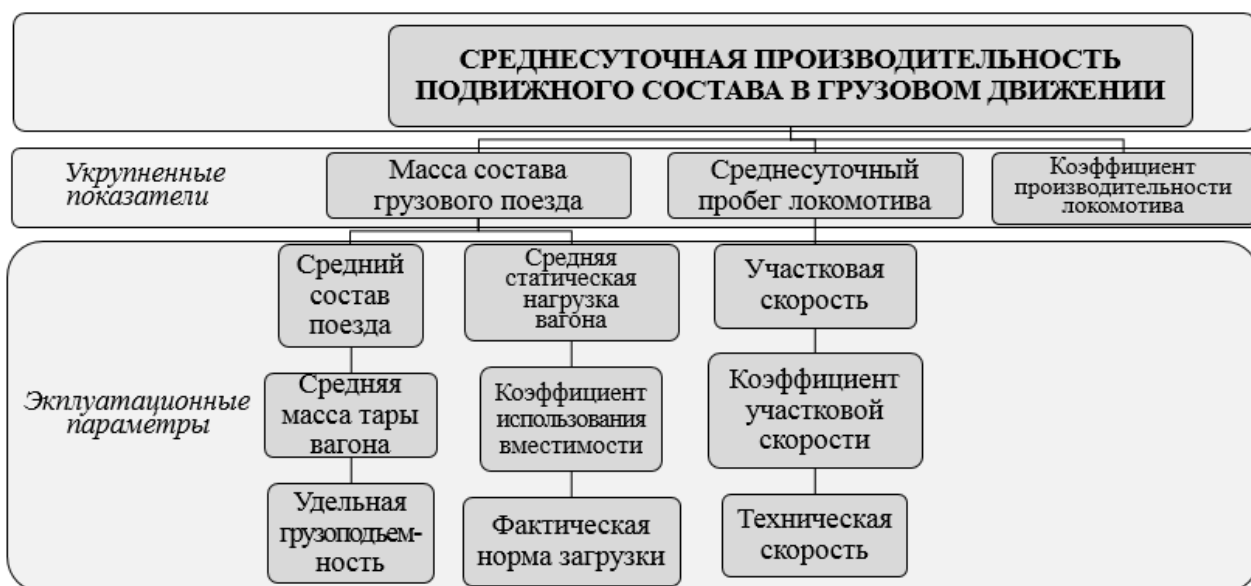 СРЕДНЕСУТОЧНАЯ ПРОИЗВОДИТЕЛЬНОСТЬ
ПОДВИЖНОГО СОСТАВА В ГРУЗОВОМ ДВИЖЕНИИ
Укрупненные
показатели
Масса состава
грузового поезда
Среднесуточный
пробег локомотива
Коэффициент
производительности
локомотива
Экплуатационные
параметры
Средний
состав
поезда
Средняя
статическая
нагрузка
вагона
Участковая
скорость
Средняя
масса тары
вагона
Коэффициент
использования
вместимости
Коэффициент
участковой
скорости
Удельная
грузоподъем-
ность
Фактическая
норма загрузки
Техническая
скорость